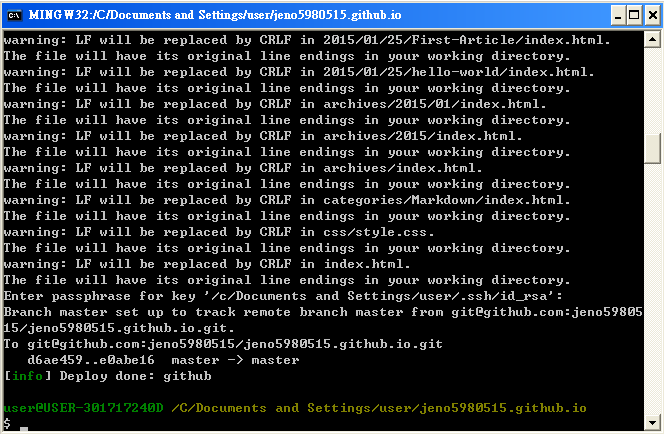 MINGW32:/C/Documents and Settings/user/jeno5980515.github.io
warning: LF will be replaced by CRLF in 2015/01/25/First-Article/index.html.
The file will have its original line endings in your working directory.
warning: LF will be replaced by CRLF in 2015/01/25/hello-world/index.html.
The file will have its original line endings in your working directory.
warning: LF will be replaced by CRLF in archives/2015/01/index.html.
The file will have its original line endings in your working directory.
warning: LF will be replaced by CRLF in archives/2015/index.html.
The file will have its original line endings in your working directory.
warning: LF will be replaced by CRLF in archives/index.html.
The file will have its original line endings in your working directory.
warning: LF will be replaced by CRLF in categories/Markdown/index.html.
The file will have its original line endings in your working directory.
warning: LF will be replaced by CRLF in css/style.css.
The file will have its original line endings in your working directory.
warning: LF will be replaced by CRLF in index.html.
The file will have its original line endings in your working directory.
Enter passphrase for key '/c/Documents and Settings/user/.ssh/id_rsa':
Branch master set up to track remote branch master from git@github.com:jeno59805
15/jeno5980515.github.io.git.
To git@github.com:jeno5980515/jeno5980515.github.io.git
   d6ae459..e0abe16  master -> master
[info] Deploy done: github

user@USER-301717240D /C/Documents and Settings/user/jeno5980515.github.io
$